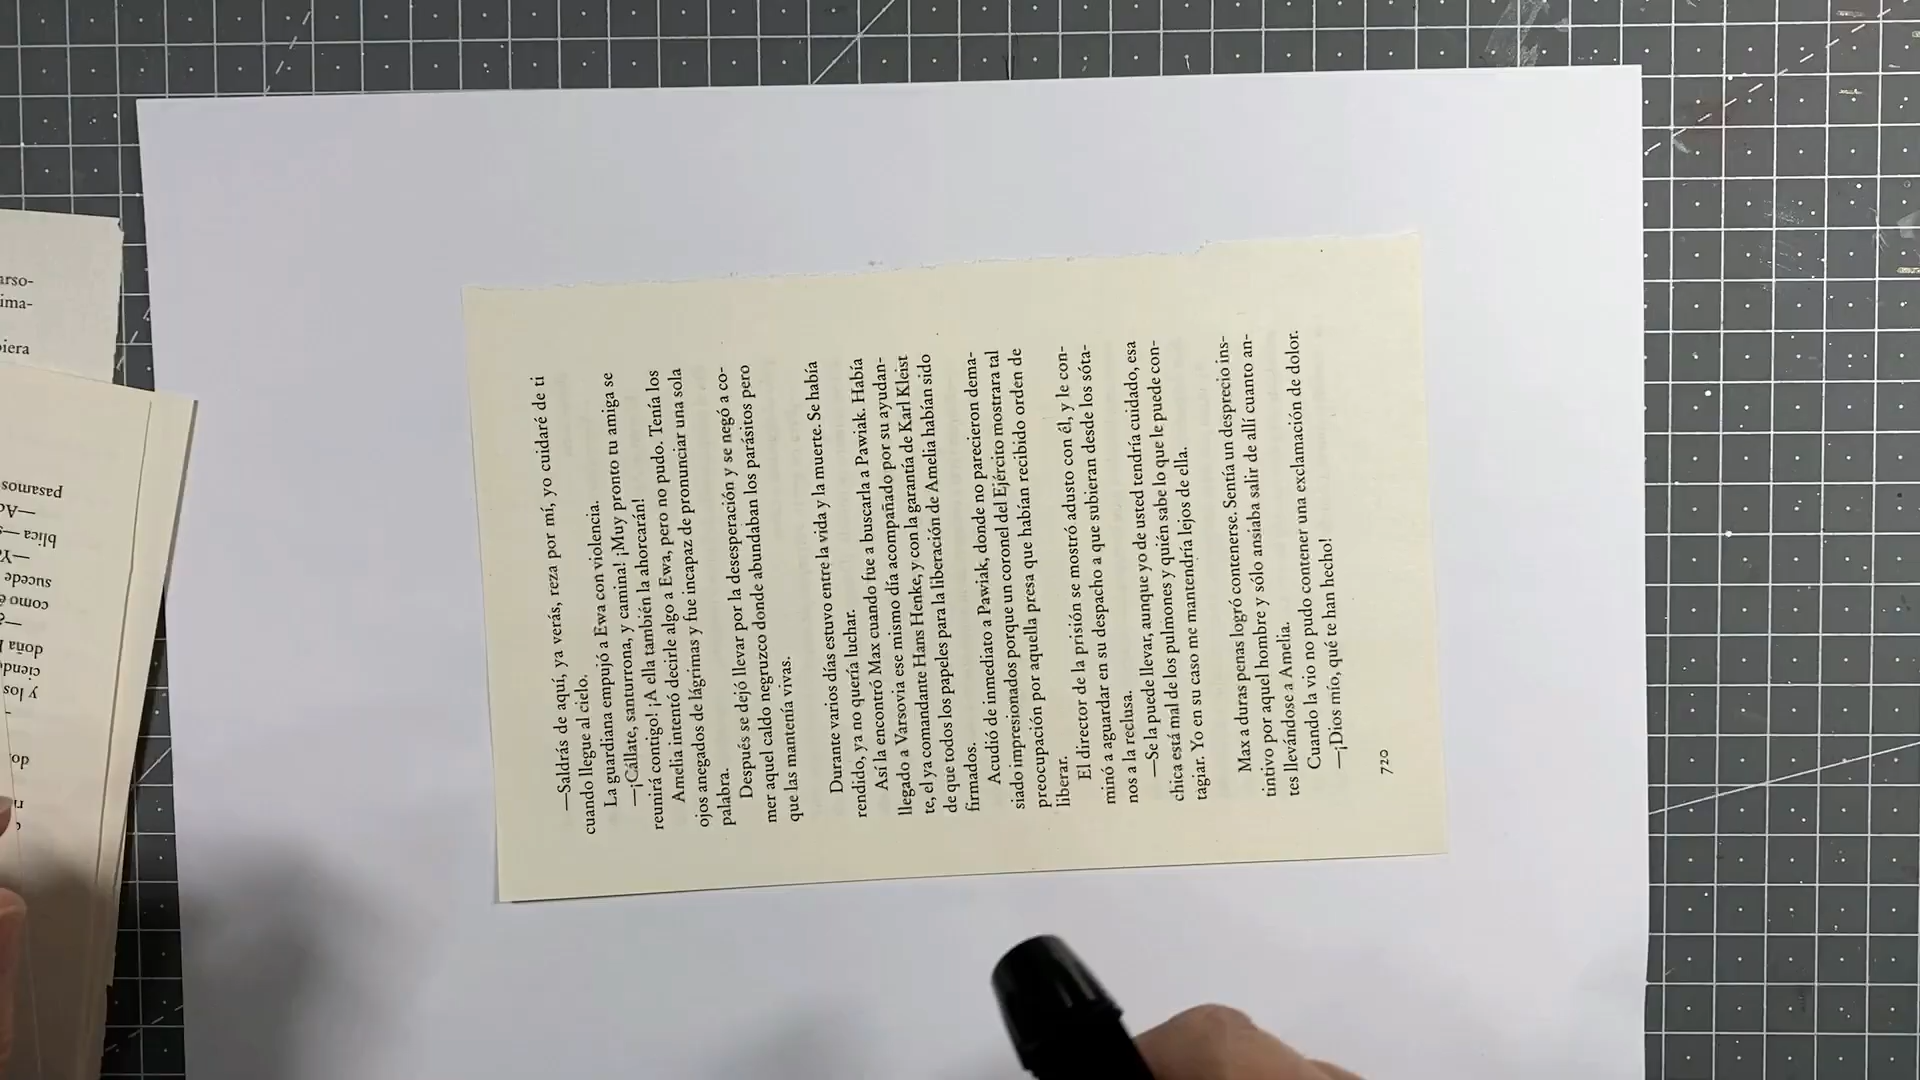 —Saldrás de aquí, ya verás, reza por mí, yo cuidaré de ti
cuando llegue al cielo.
La guardiana empujó a Ewa con violencia.
—¡Cállate, santurrona, y camina! ¡Muy pronto tu amiga se
reunirá contigo! ¡A ella también la ahorcarán!
Amelia intentó decirle algo a Ewa, pero no pudo. Tenía los
ojos anegados de lágrimas y fue incapaz de pronunciar una sola
palabra.
Después se dejó llevar por la desesperación y se negó a co-
mer aquel caldo negruzco donde abundaban los parásitos pero
que las mantenía vivas.
Durante varios días estuvo entre la vida y la muerte. Se había
rendido, ya no quería luchar.
Así la encontró Max cuando fue a buscarla a Pawiak. Había
llegado a Varsovia ese mismo día acompañado por su ayudan-
te, el ya comandante Hans Henke, y con la garantía de Karl Kleist
de que todos los papeles para la liberación de Amelia habían sido
firmados.
Acudió de inmediato a Pawiak, donde no parecieron dema-
siado impresionados porque un coronel del Ejército mostrara tal
preocupación por aquella presa que habían recibido orden de
liberar.
El director de la prisión se mostró adusto con él, y le con-
minó a aguardar en su despacho a que subieran desde los sóta-
nos a la reclusa.
—Se la puede llevar, aunque yo de usted tendría cuidado, esa
chica está mal de los pulmones y quién sabe lo que le puede con-
tagiar. Yo en su caso me mantendría lejos de ella.
Max a duras penas logró contenerse. Sentía un desprecio ins-
tintivo por aquel hombre y sólo ansiaba salir de allí cuanto an-
tes llevándose a Amelia.
Cuando la vio no pudo contener una exclamación de dolor.
—¡Dios mío, qué te han hecho!
720
arso-
ima-
piera
pasamos
—Ac
blica —s
—Ya
sucede
como e
doña
ciende
y los
do